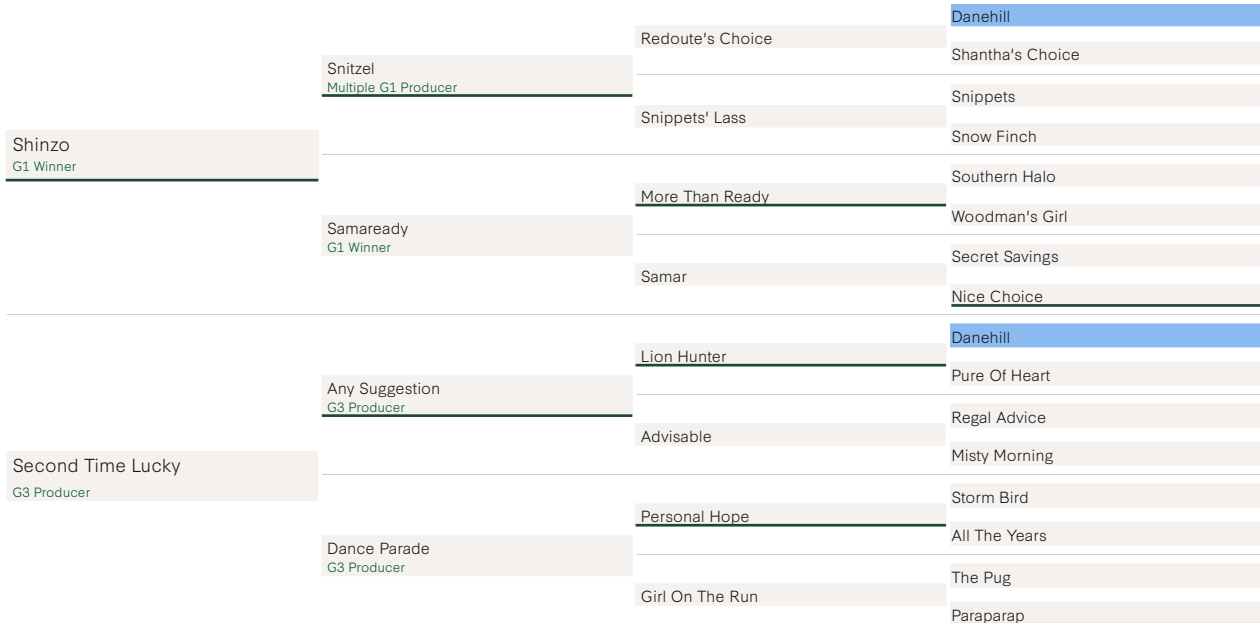 Shinzo
G1 Winner
Second Time Lucky
G3 Producer
Snitzel
Multiple G1 Producer
Samaready
G1 Winner
Any Suggestion
G3 Producer
Dance Parade
G3 Producer
Redoute's Choice
Snippets' Lass
More Than Ready
Samar
Lion Hunter
Advisable
Personal Hope
Girl On The Run
Danehill
Shantha's Choice
Snippets
Snow Finch
Southern Halo
Woodman's Girl
Secret Savings
Nice Choice
Danehill
Pure Of Heart
Regal Advice
Misty Morning
Storm Bird
All The Years
The Pug
Paraparap